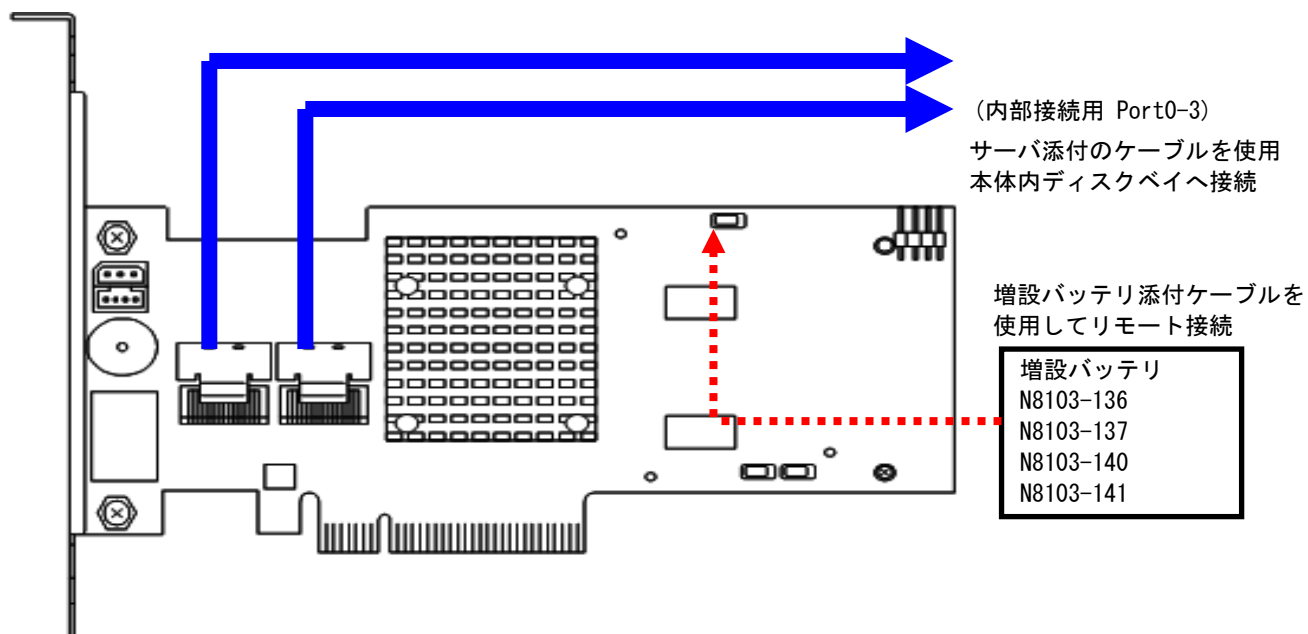 (内部接続用 Port0-3)
サーバ添付のケーブルを使用
本体内ディスクベイへ接続
増設バッテリ添付ケーブルを
使用してリモート接続
増設バッテリ
N8103-136
N8103-137
N8103-140
N8103-141